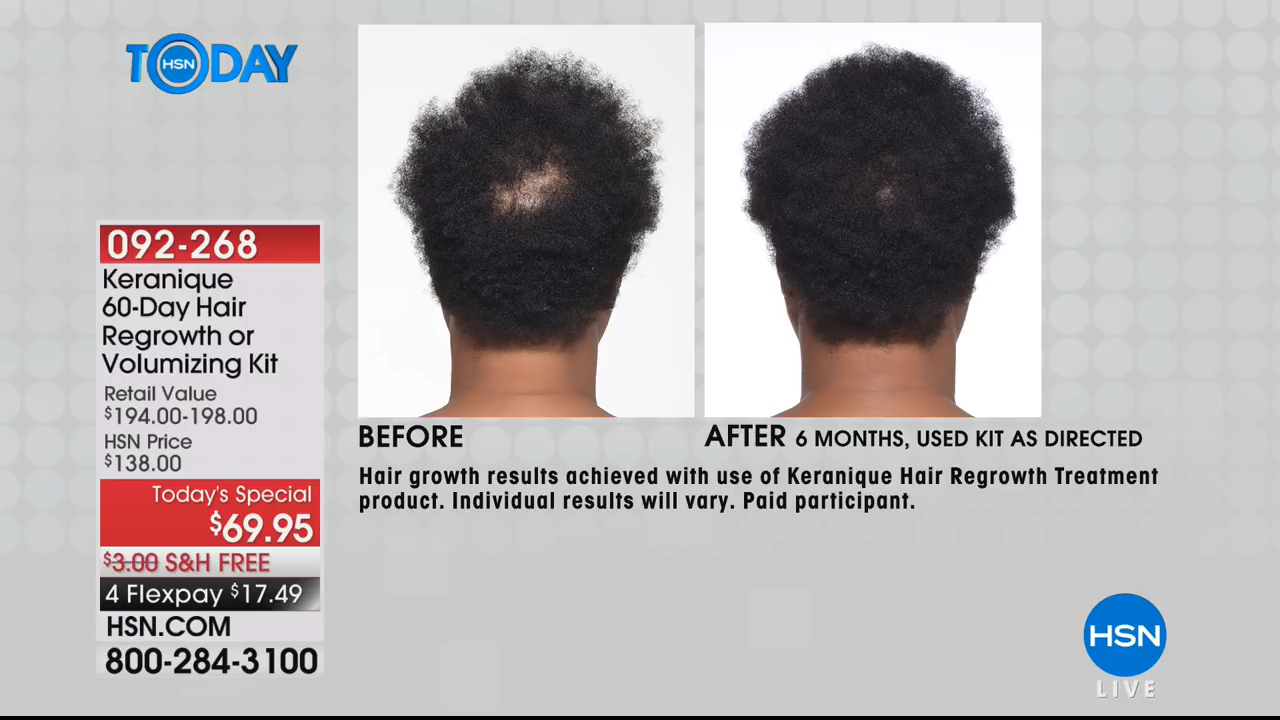 TODAY
HSN
092-268
Keranique
60-Day Hair
Regrowth or
Volumizing Kit
Retail Value
$194.00-198.00
HSN Price
$138.00
Today's Special
$69.95
$3.00 S&H FREE
4 Flexpay $17.49
HSN.COM
800-284-3100
BEFORE
AFTER 6 MONTHS, USED KIT AS DIRECTED
Hair growth results achieved with use of Keranique Hair Regrowth Treatment
product. Individual results will vary. Paid participant.
HSN
LIVE